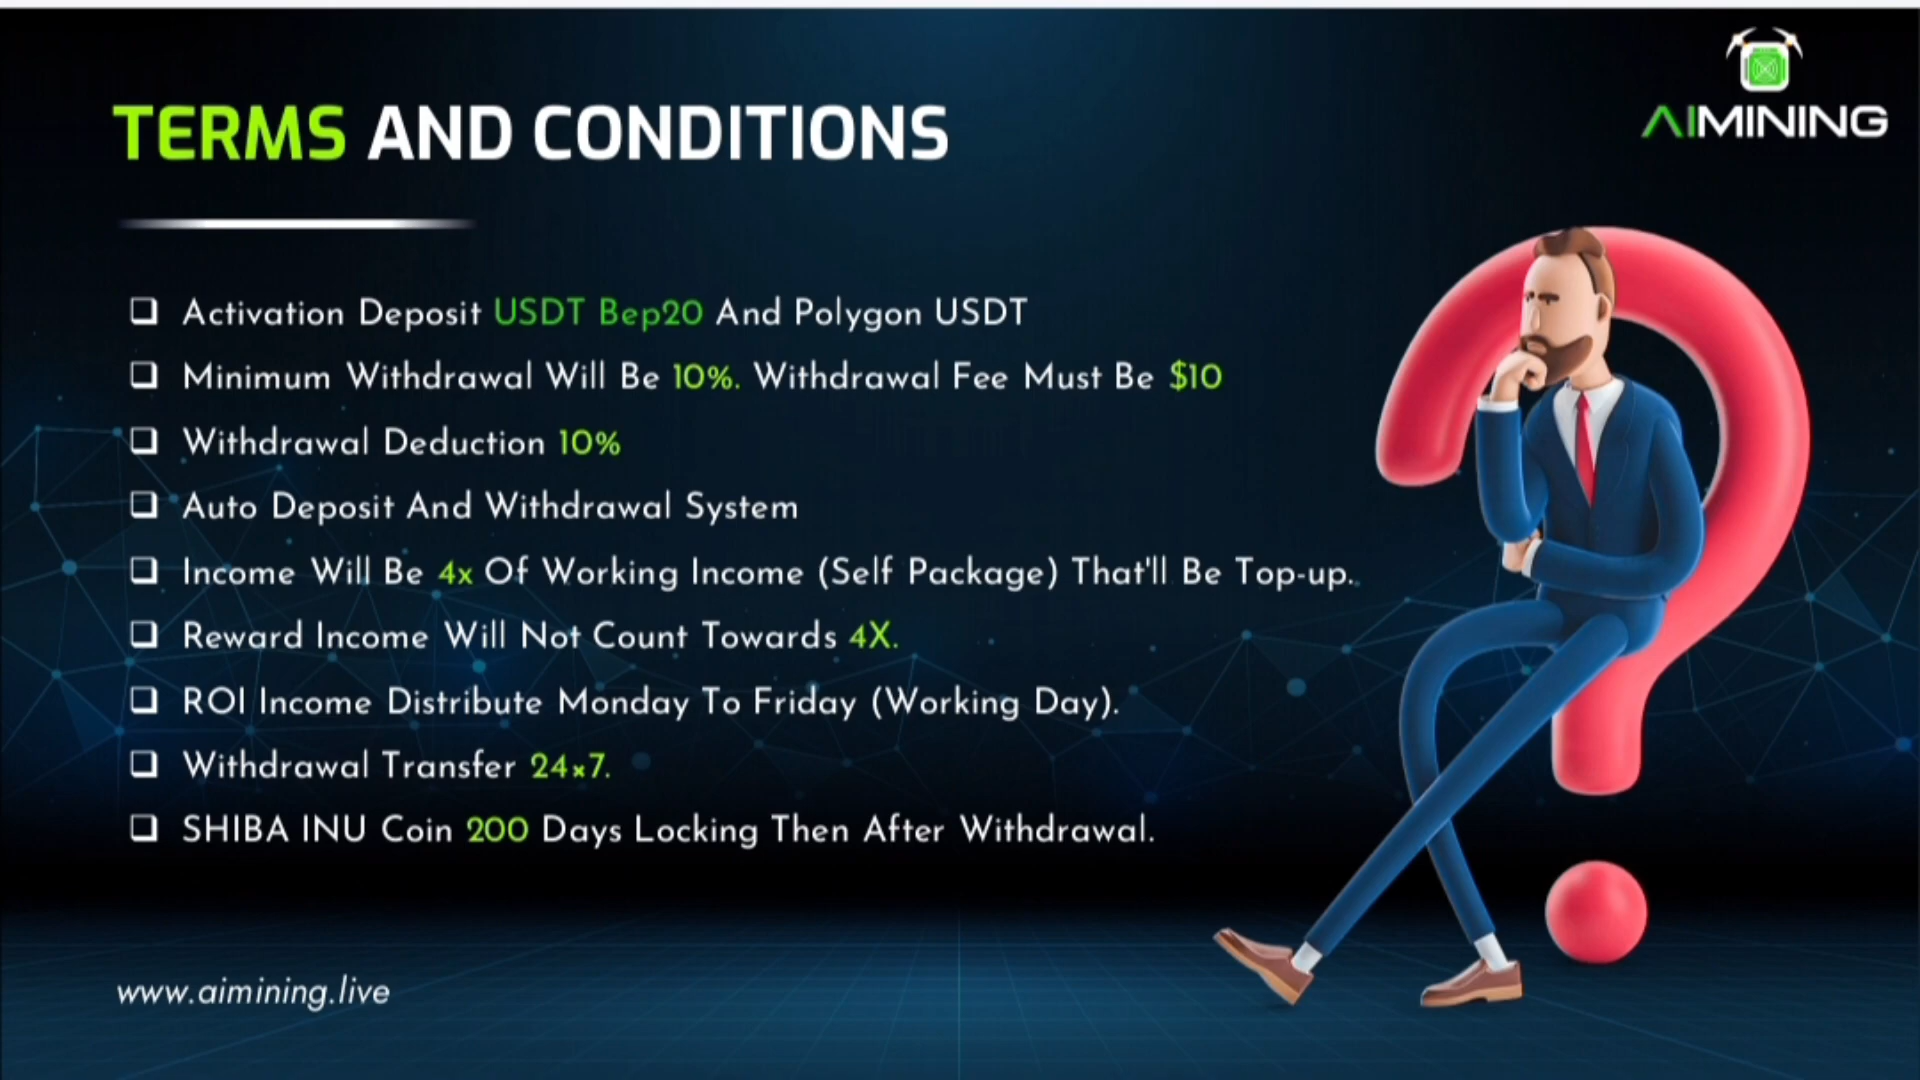 AIMINING
TERMS AND CONDITIONS
❑ Activation Deposit USDT Bep20 And Polygon USDT
❑ Minimum Withdrawal Will Be 10%. Withdrawal Fee Must Be $10
❑ Withdrawal Deduction 10%
❑ Auto Deposit And Withdrawal System
❑ Income Will Be 4x Of Working Income (Self Package) That'll Be Top-up.
❑ Reward Income Will Not Count Towards 4X.
❑ ROI Income Distribute Monday To Friday (Working Day).
❑ Withdrawal Transfer 24×7.
❑ SHIBA INU Coin 200 Days Locking Then After Withdrawal.
www.aimining.live